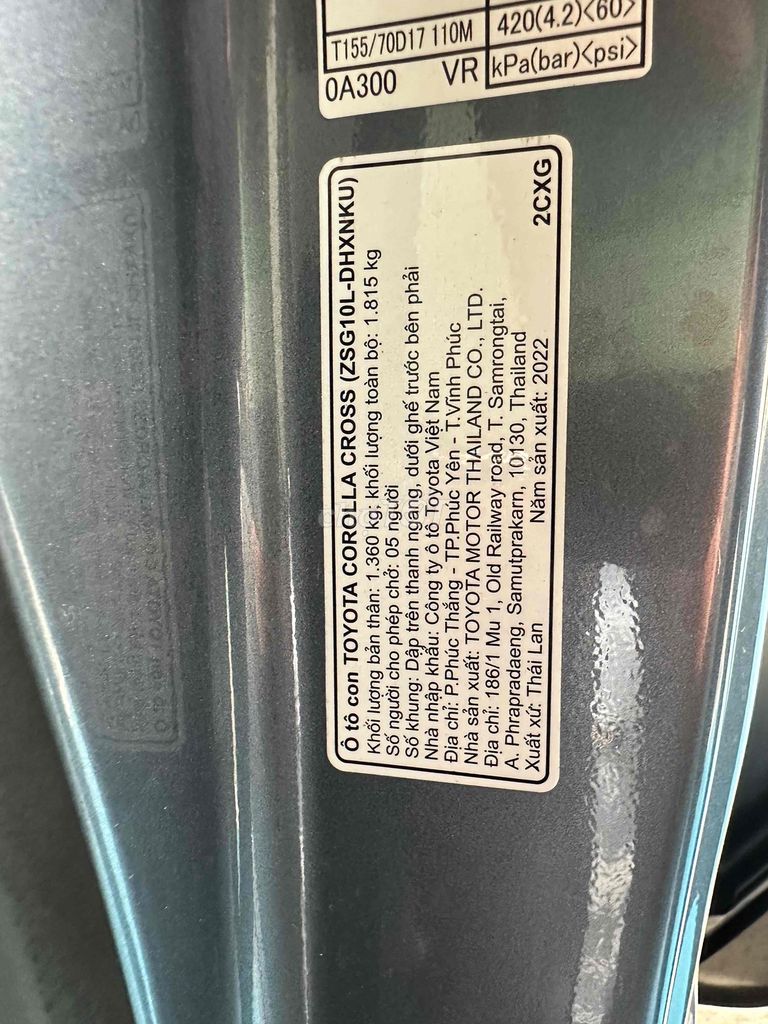 420(4.2)<60>
T155/70D17 110M
kPa(bar)<psi>
0A300 VR
Ô tô con TOYOTA COROLLA CROSS (ZSG10L-DHXNKU)
Khối lượng bản thân: 1.360 kg, khối lượng toàn bộ: 1.815 kg
Số người cho phép chở: 05 người
Số khung: Dập trên thanh ngang, dưới ghế trước bên phải
Nhà nhập khẩu: Công ty ô tô Toyota Việt Nam
Địa chỉ: P.Phúc Thắng - TP.Phúc Yên - T.Vĩnh Phúc
Nhà sản xuất: TOYOTA MOTOR THAILAND CO., LTD.
Địa chỉ: 186/1 Mu 1, Old Railway road, T. Samrongtai,
A. Phrapradaeng, Samutprakarn, 10130, Thailand
Xuất xứ: Thái Lan Năm sản xuất: 2022
2CXG